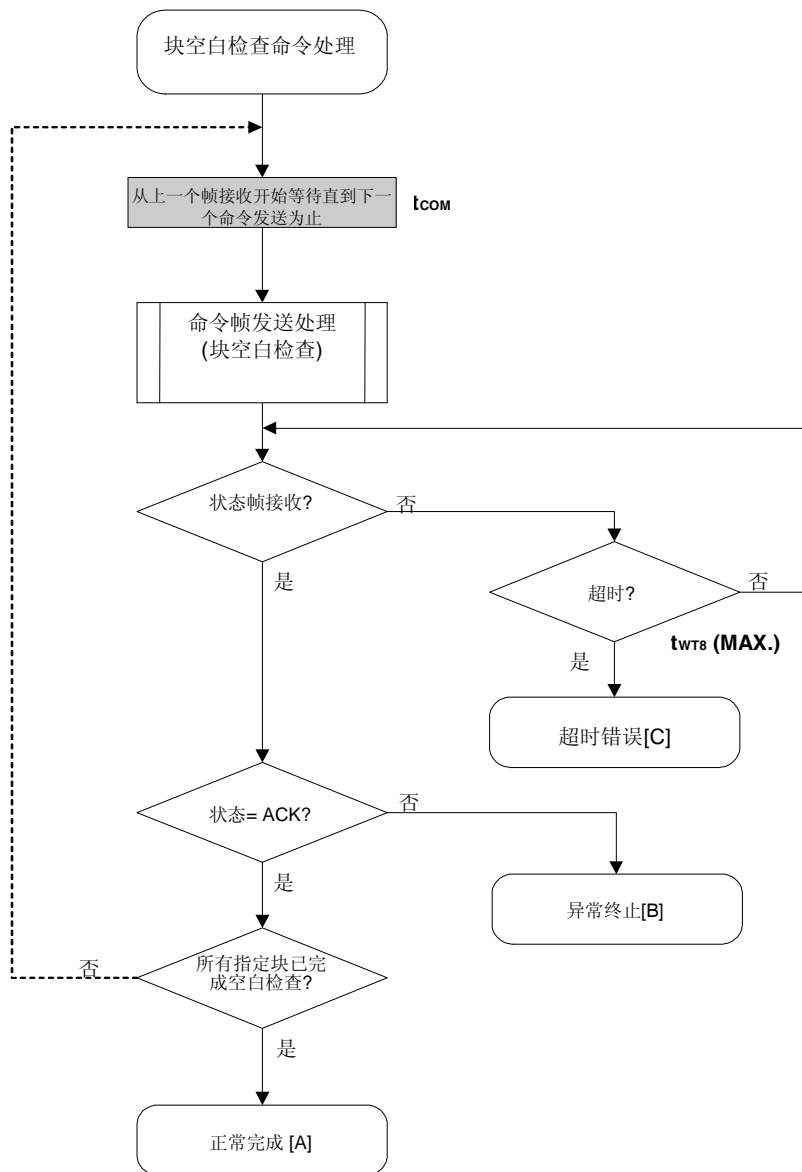 块空白检查命令处理
从上一个帧接收开始等待直到下一
个命令发送为止
tCOM
命令帧发送处理
(块空白检查)
状态帧接收?
否
是
超时?
否
tWT8 (MAX.)
是
超时错误[C]
状态= ACK?
否
是
异常终止[B]
所有指定块已完
成空白检查?
否
是
正常完成 [A]